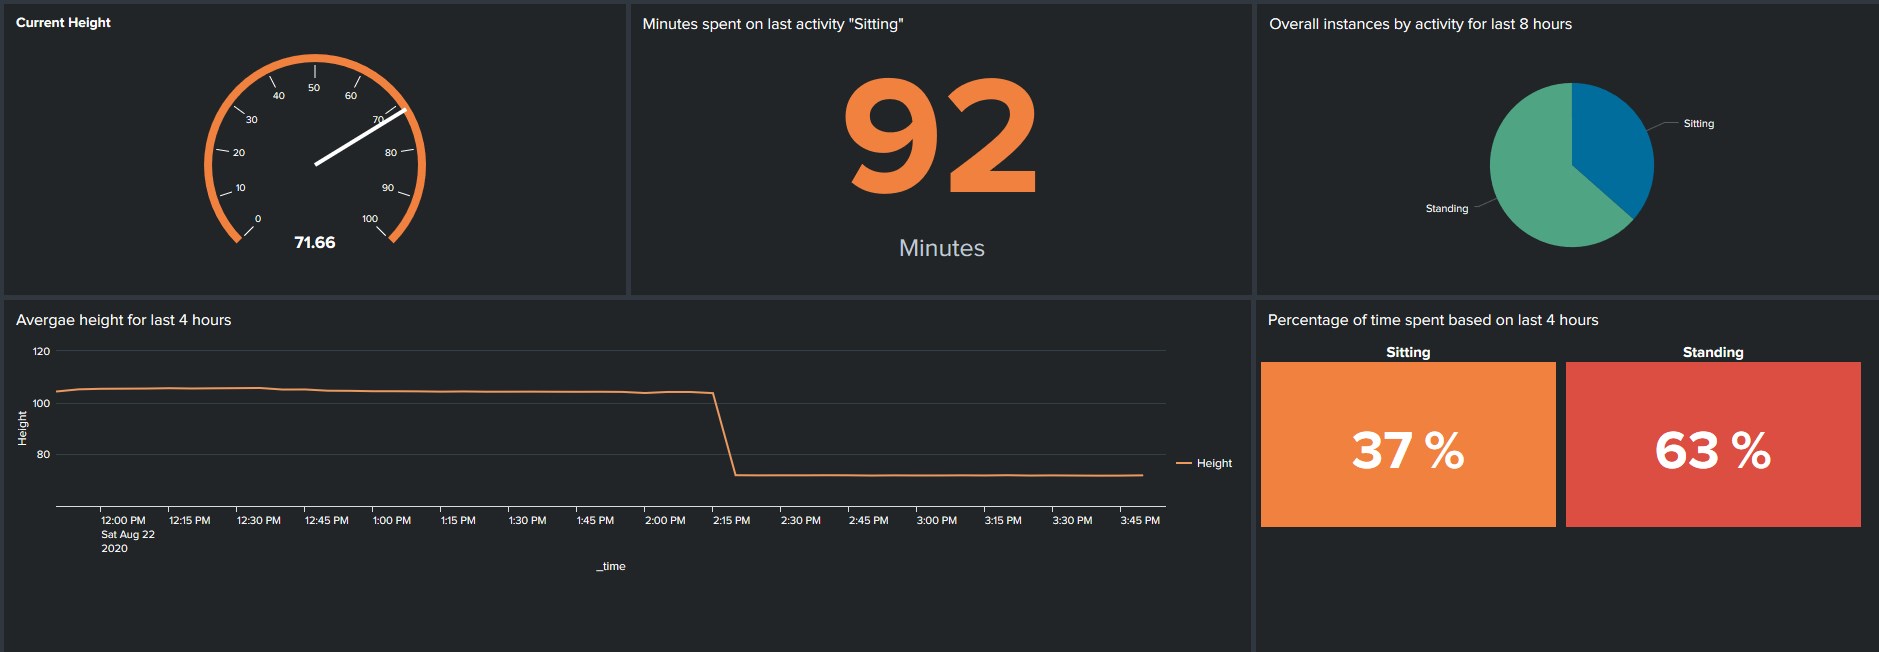 Current Height
0
10
20
30
40
50
60
70
80
90
100
71.66
Minutes spent on last activity "Sitting"
92
Minutes
Overall instances by activity for last 8 hours
Sitting
Standing
Avergae height for last 4 hours
Height
120
100
80
12:00 PM
Sat Aug 22
2020
12:15 PM
12:30 PM
12:45 PM
1:00 PM
1:15 PM
1:30 PM
1:45 PM
2:00 PM
2:15 PM
2:30 PM
2:45 PM
3:00 PM
3:15 PM
3:30 PM
3:45 PM
_time
Height
Percentage of time spent based on last 4 hours
Sitting
37 %
Standing
63 %